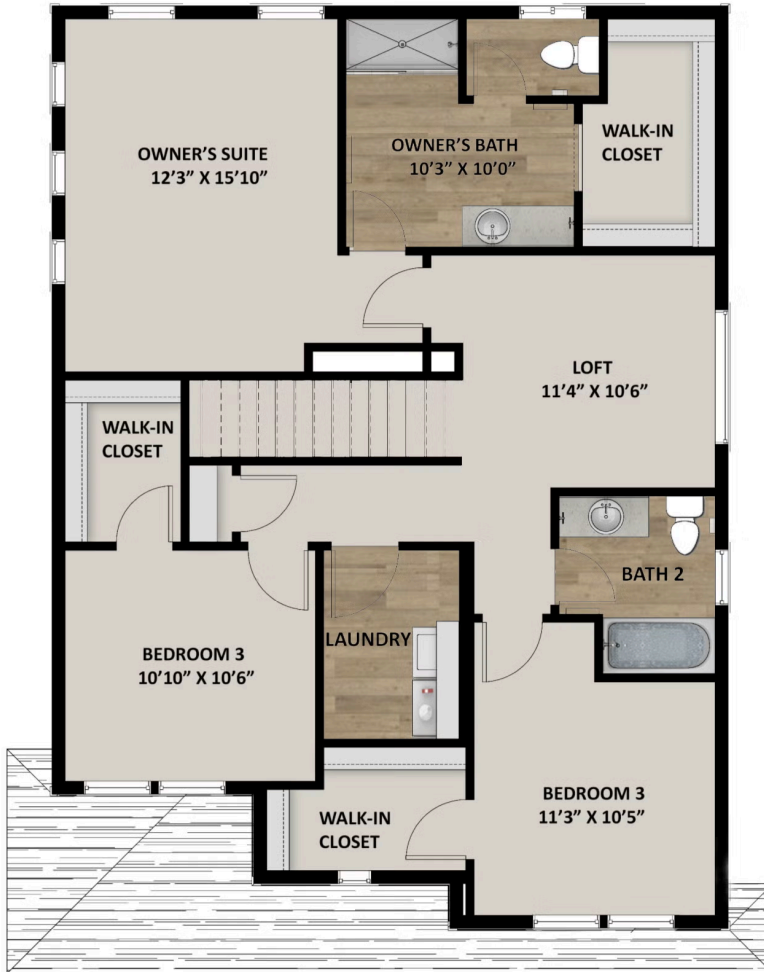 OWNER’S SUITE
12’3” X 15’10”
OWNER’S BATH
10’3” X 10’0”
WALK-IN
CLOSET
LOFT
11’4” X 10’6”
WALK-IN
CLOSET
BATH 2
LAUNDRY
BEDROOM 3
10’10” X 10’6”
BEDROOM 3
11’3” X 10’5”
WALK-IN
CLOSET